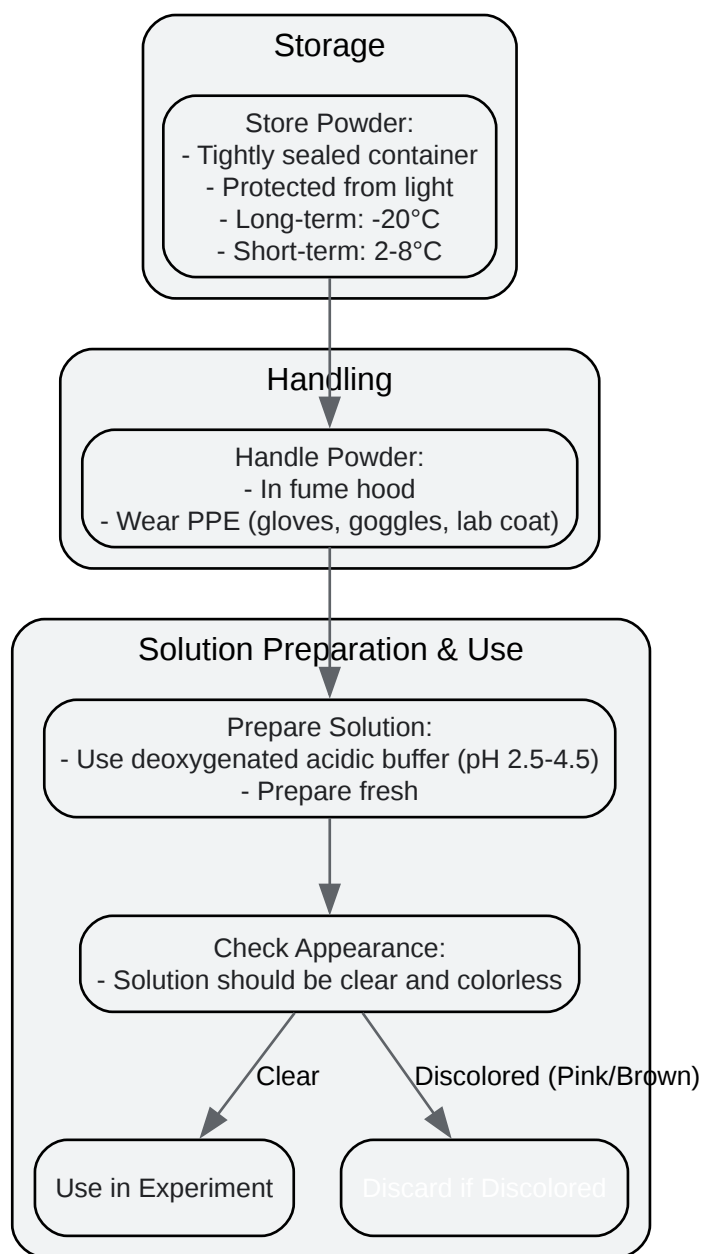 Storage
Store Powder:
- Tightly sealed container
- Protected from light
- Long-term: -20°C
- Short-term: 2-8°C
Handling
Handle Powder:
- In fume hood
- Wear PPE (gloves, goggles, lab coat)
Solution Preparation & Use
Prepare Solution:
- Use deoxygenated acidic buffer (pH 2.5-4.5)
- Prepare fresh
Check Appearance:
- Solution should be clear and colorless
Clear
Discolored (Pink/Brown)
Use in Experiment
Discard if Discolored